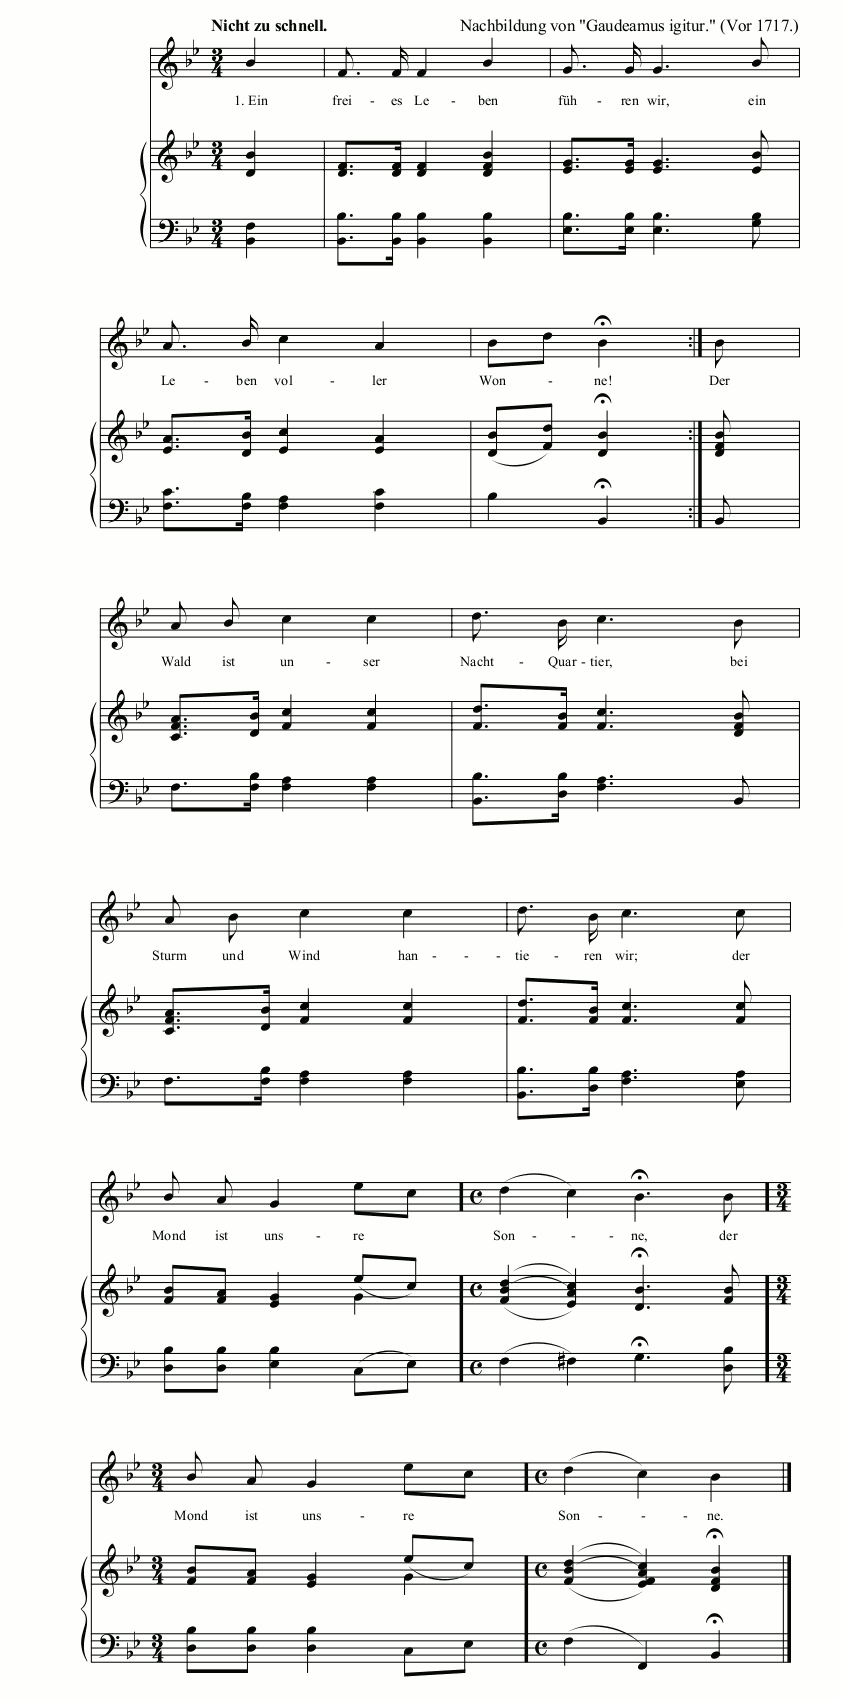 Nicht zu schnell. Nachbildung von "Gaudeamus igitur." (Vor 1717.)
1. Ein frei - es Le - ben füh - ren wir, ein
Le - ben vol - ler Won - ne! Der
Wald ist un - ser Nacht - Quar - tier, bei
Sturm und Wind han - - - tie - ren wir; der
Mond ist uns - re Son - - - ne, der
Mond ist uns - re Son - - - ne.